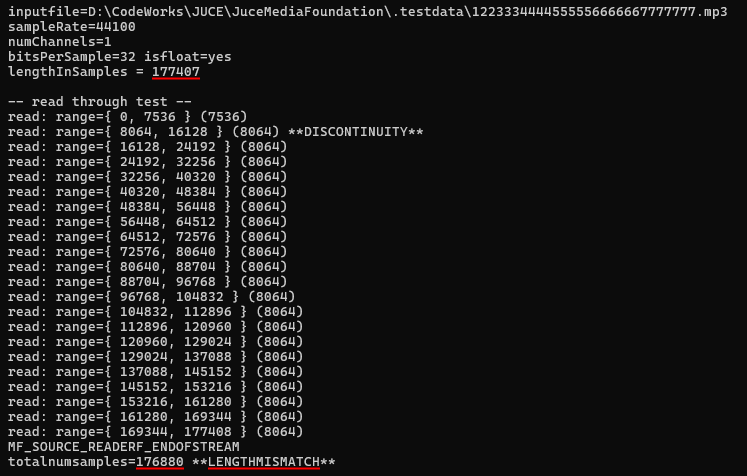 inputfile=D:\CodeWorks\JUCE\JuceMediaFoundation\.testdata\1223334444555556666667777777.mp3
sampleRate=44100
numChannels=1
bitsPerSample=32 isfloat=yes
lengthInSamples = 177407
-- read through test --
read: range={ 0, 7536 } (7536)
read: range={ 8064, 16128 } (8064) **DISCONTINUITY**
read: range={ 16128, 24192 } (8064)
read: range={ 24192, 32256 } (8064)
read: range={ 32256, 40320 } (8064)
read: range={ 40320, 48384 } (8064)
read: range={ 48384, 56448 } (8064)
read: range={ 56448, 64512 } (8064)
read: range={ 64512, 72576 } (8064)
read: range={ 72576, 80640 } (8064)
read: range={ 80640, 88704 } (8064)
read: range={ 88704, 96768 } (8064)
read: range={ 96768, 104832 } (8064)
read: range={ 104832, 112896 } (8064)
read: range={ 112896, 120960 } (8064)
read: range={ 120960, 129024 } (8064)
read: range={ 129024, 137088 } (8064)
read: range={ 137088, 145152 } (8064)
read: range={ 145152, 153216 } (8064)
read: range={ 153216, 161280 } (8064)
read: range={ 161280, 169344 } (8064)
read: range={ 169344, 177408 } (8064)
MF_SOURCE_READERF_ENDOFSTREAM
totalnumsamples=176880 **LENGTHMISMATCH**